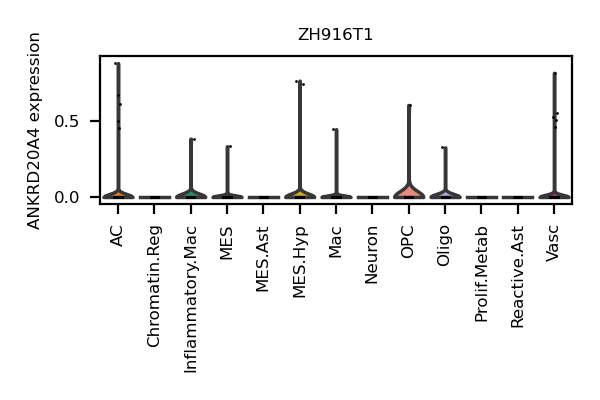 ZH916T1
ANKRD20A4 expression
0.5
0.0
AC
Chromatin.Reg
Inflammatory.Mac
MES
MES.Ast
MES.Hyp
Mac
Neuron
OPC
Oligo
Prolif.Metab
Reactive.Ast
Vasc